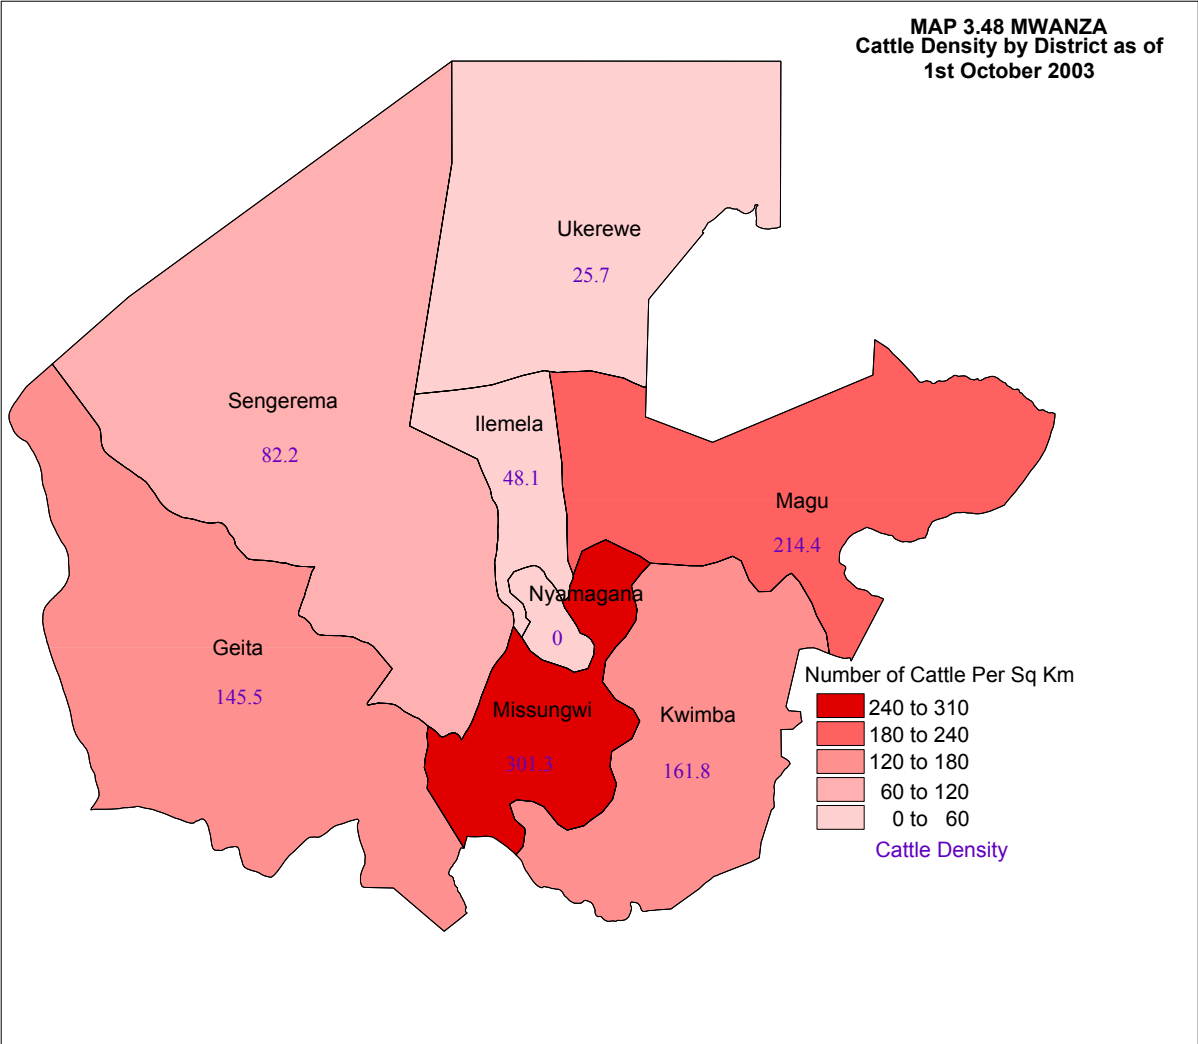 MAP 3.48 MWANZA
Cattle Density by District as of
1st October 2003
Ukerewe
25.7
Sengerema
82.2
Ilemela
48.1
Magu
214.4
Nyamagana
0
Geita
145.5
Missungwi
301.3
Kwimba
161.8
Number of Cattle Per Sq Km
240 to 310
180 to 240
120 to 180
60 to 120
0 to 60
Cattle Density